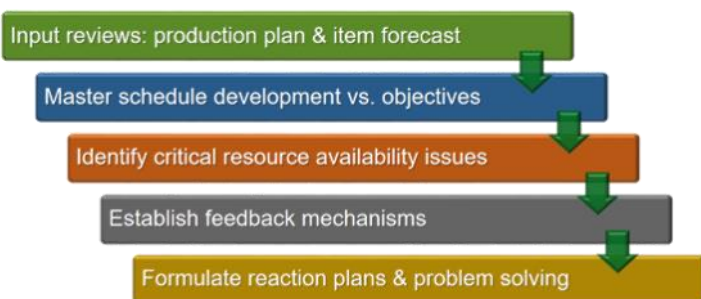 Input reviews: production plan & item forecast
Master schedule development vs. objectives
Identify critical resource availability issues
Establish feedback mechanisms
Formulate reaction plans & problem solving